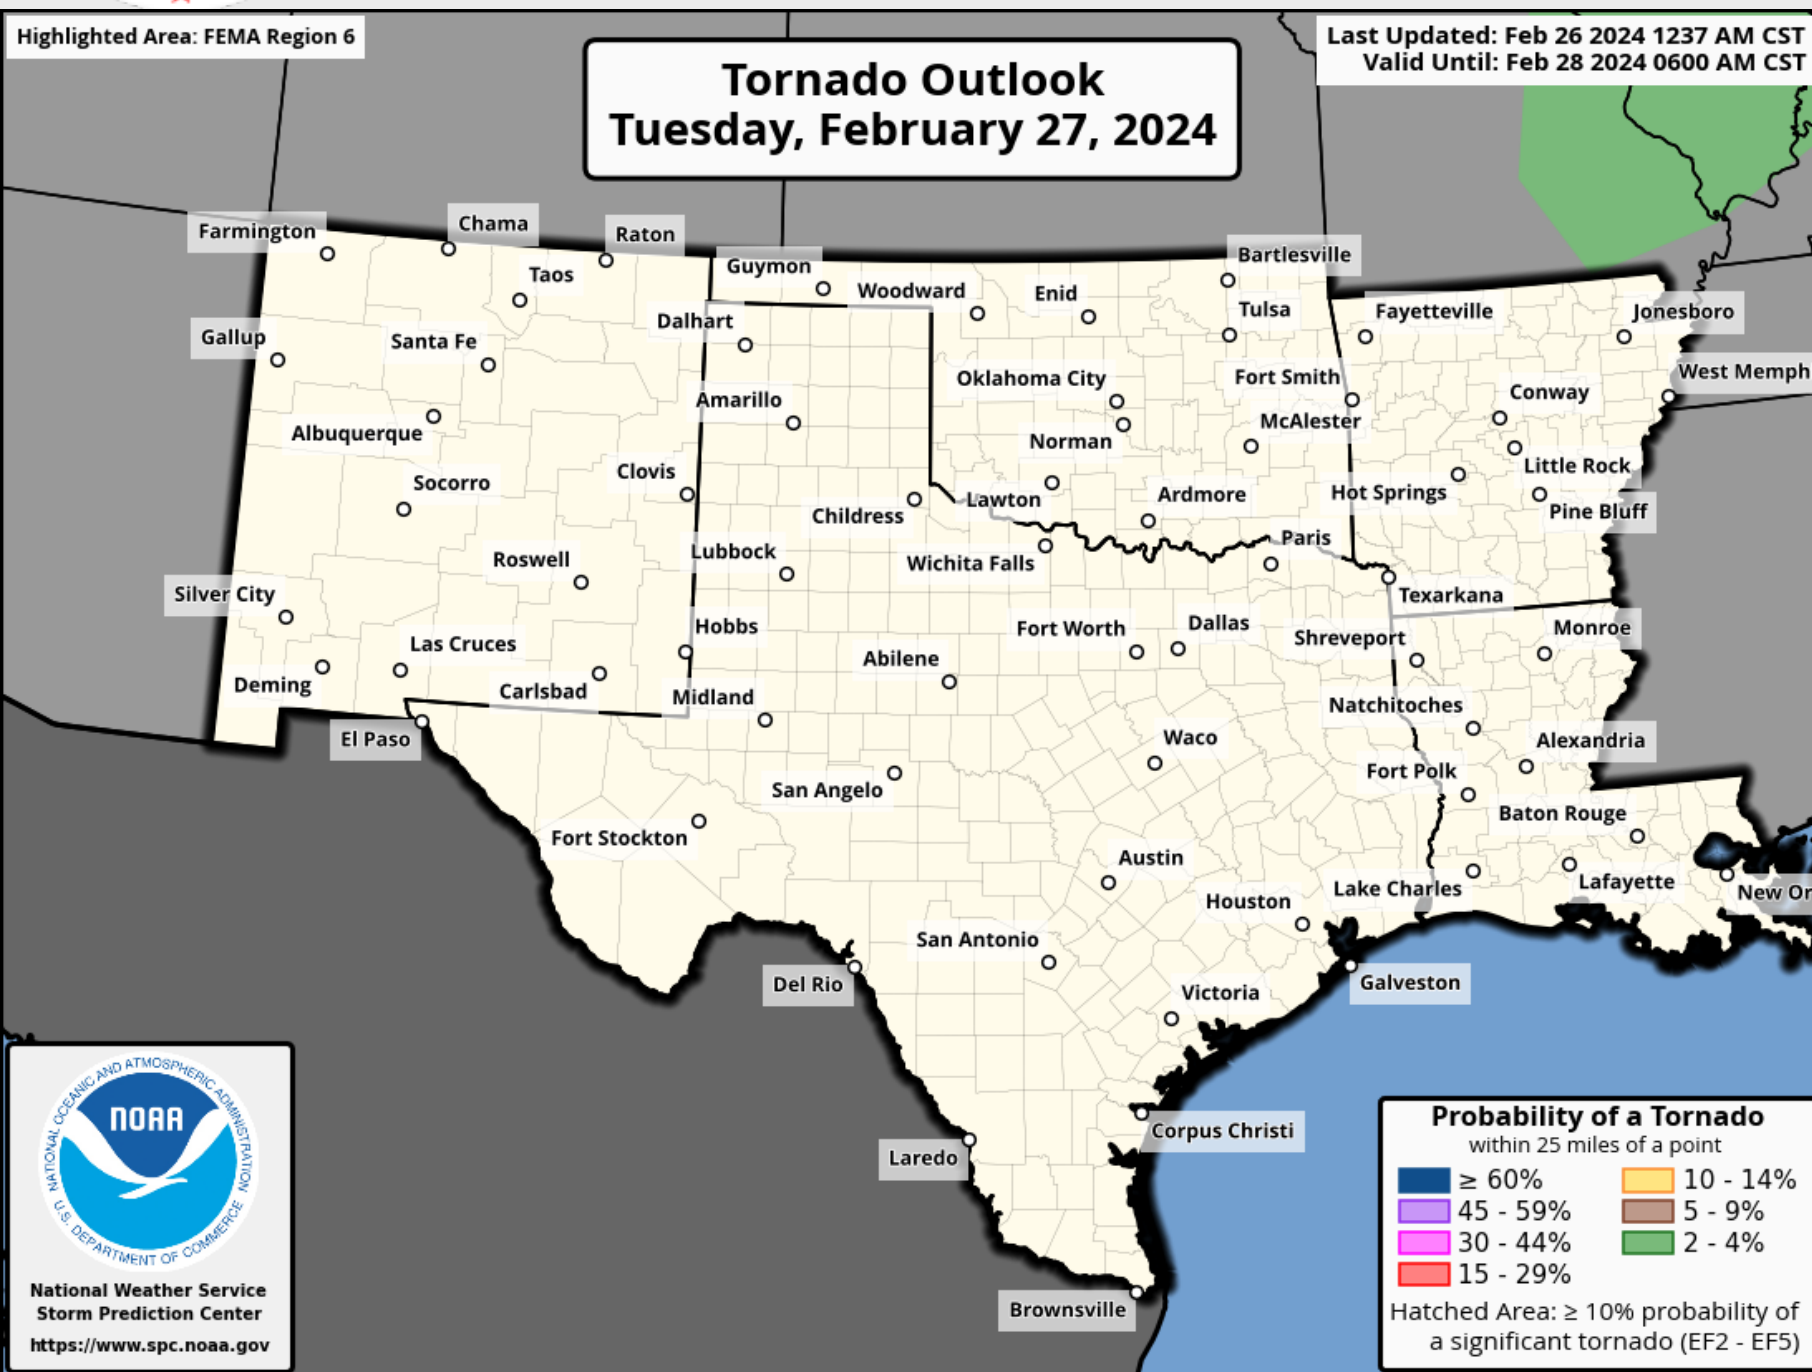 Highlighted Area: FEMA Region 6
Last Updated: Feb 26 2024 1237 AM CST
Valid Until: Feb 28 2024 0600 AM CST
Tornado Outlook
Tuesday, February 27, 2024
Farmington
Chama
Raton
Taos
Guymon
Woodward
Enid
Bartlesville
Tulsa
Fayetteville
Jonesboro
Gallup
Santa Fe
Dalhart
Oklahoma City
Fort Smith
West Memph
Amarillo
Conway
Albuquerque
Norman
McAlester
Clovis
Socorro
Little Rock
Childress
Lawton
Ardmore
Hot Springs
Pine Bluff
Roswell
Lubbock
Wichita Falls
Paris
Silver City
Texarkana
Las Cruces
Hobbs
Fort Worth
Dallas
Shreveport
Monroe
Deming
Carlsbad
Midland
Abilene
Natchitoches
El Paso
Waco
Alexandria
San Angelo
Fort Polk
Fort Stockton
Baton Rouge
Austin
Houston
Lake Charles
Lafayette
New Or
San Antonio
Del Rio
Victoria
Galveston
Corpus Christi
Laredo
Brownsville
NATIONAL OCEANIC AND ATMOSPHERIC ADMINISTRATION
NOAA
U.S. DEPARTMENT OF COMMERCE
National Weather Service
Storm Prediction Center
https://www.spc.noaa.gov
Probability of a Tornado
within 25 miles of a point
≥ 60%
10 - 14%
45 - 59%
5 - 9%
30 - 44%
2 - 4%
15 - 29%
Hatched Area: ≥ 10% probability of
a significant tornado (EF2 - EF5)